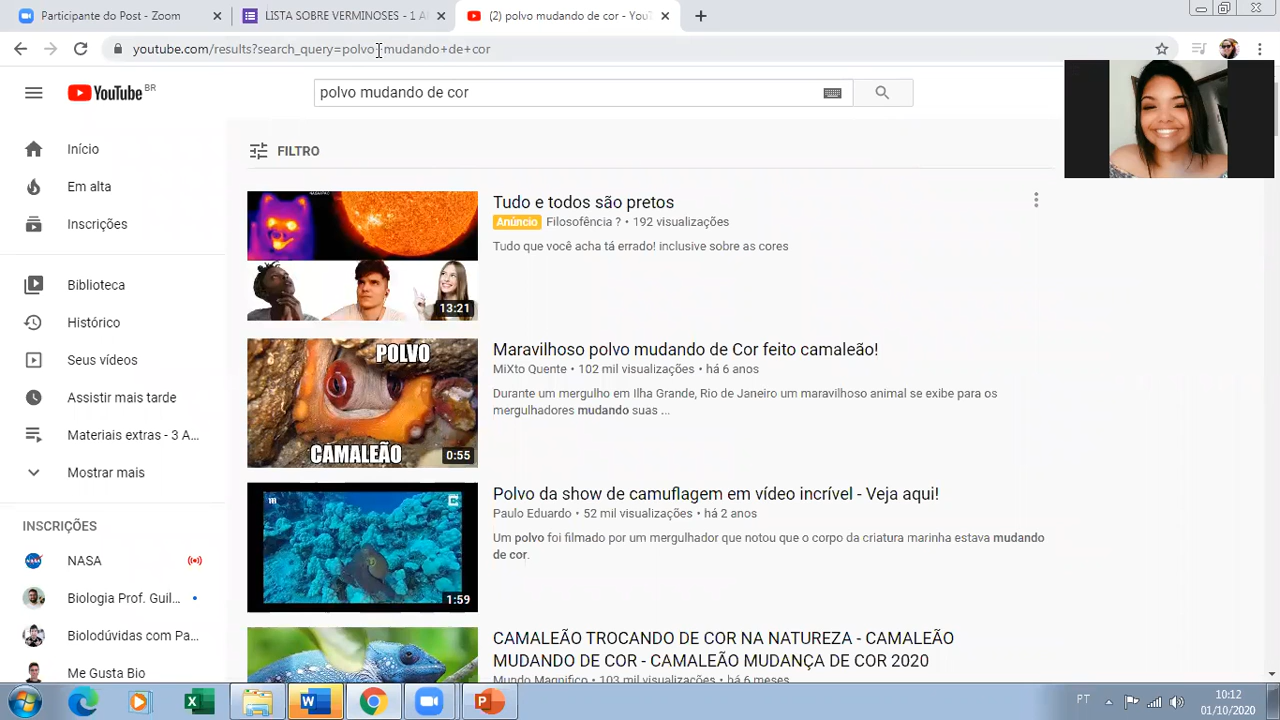 Participante do Post - Zoom
LISTA SOBRE VERMINOSES - 1 A
(2) polvo mudando de cor - You
youtube.com/results?search_query=polvo+mudando+de+cor
YouTube BR
polvo mudando de cor
Início
Em alta
Inscrições
Biblioteca
Histórico
Seus vídeos
Assistir mais tarde
Materiais extras - 3 A...
Mostrar mais
INSCRIÇÕES
NASA
Biologia Prof. Guil...
Biolodúvidas com Pa...
Me Gusta Bio
FILTRO
13:21
Tudo e todos são pretos
Anúncio Filosofência ? • 192 visualizações
Tudo que você acha tá errado! inclusive sobre as cores
POLVO
CAMALEÃO
0:55
Maravilhoso polvo mudando de Cor feito camaleão!
MiXto Quente • 102 mil visualizações • há 6 anos
Durante um mergulho em Ilha Grande, Rio de Janeiro um maravilhoso animal se exibe para os
mergulhadores mudando suas ...
1:59
Polvo da show de camuflagem em vídeo incrível - Veja aqui!
Paulo Eduardo • 52 mil visualizações • há 2 anos
Um polvo foi filmado por um mergulhador que notou que o corpo da criatura marinha estava mudando
de cor.
CAMALEÃO TROCANDO DE COR NA NATUREZA - CAMALEÃO
MUDANDO DE COR - CAMALEÃO MUDANÇA DE COR 2020
Mundo Magnífico • 103 mil visualizações • há 6 meses
PT
10:12
01/10/2020